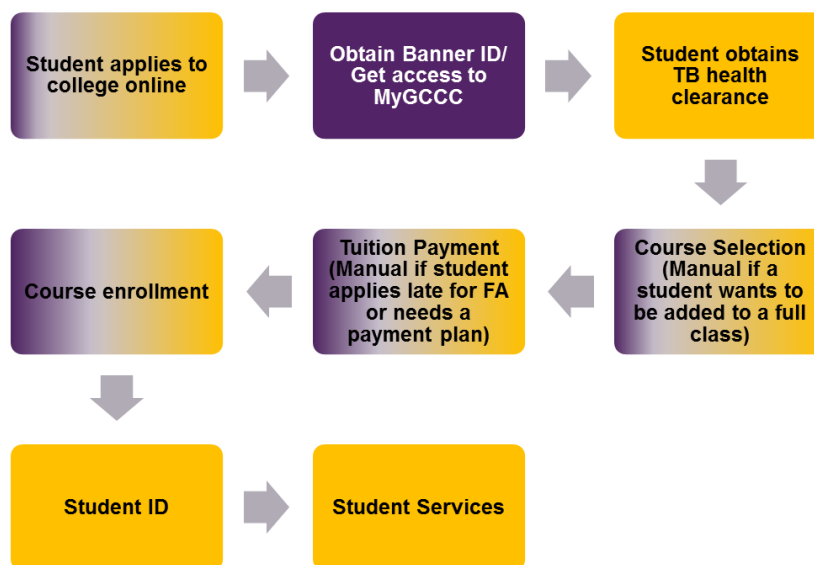 Student applies to
college online
Obtain Banner ID/
Get access to
MyGCCC
Student obtains
TB health
clearance
Course Selection
(Manual if a
student wants to
be added to a full
class)
Tuition Payment
(Manual if student
applies late for FA
or needs a
payment plan)
Course enrollment
Student ID
Student Services